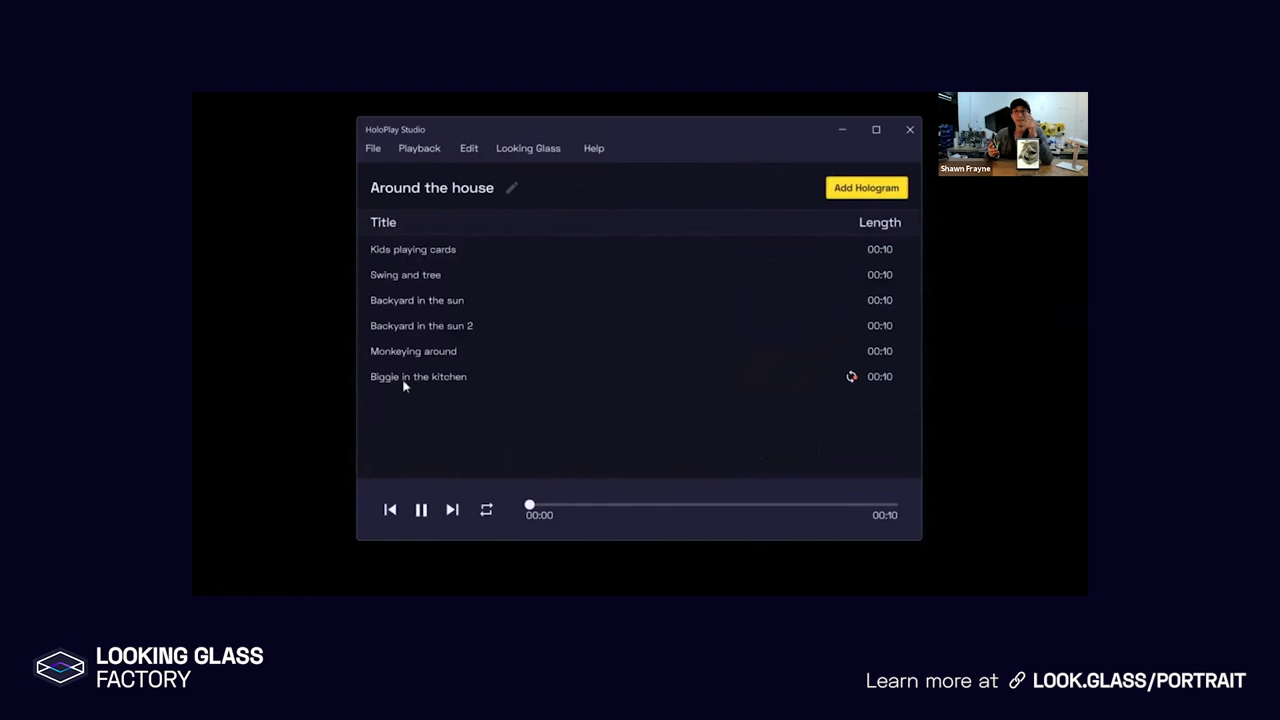 HoloPlay Studio
File Playback Edit Looking Glass Help
Around the house
Add Hologram
Title Length
Kids playing cards 00:10
Swing and tree 00:10
Backyard in the sun 00:10
Backyard in the sun 2 00:10
Monkeying around 00:10
Biggie in the kitchen 00:10
00:00 00:10
Shawn Frayne
LOOKING GLASS
FACTORY
Learn more at LOOK.GLASS/PORTRAIT